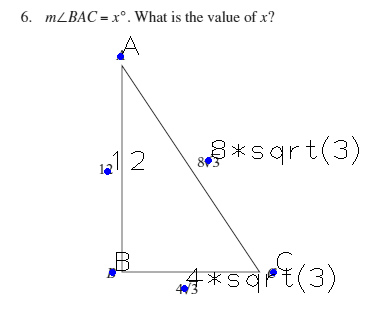 6. m∠BAC = x°. What is the value of x?
A
12
8*sqrt(3)
B
C
4*sqrt(3)